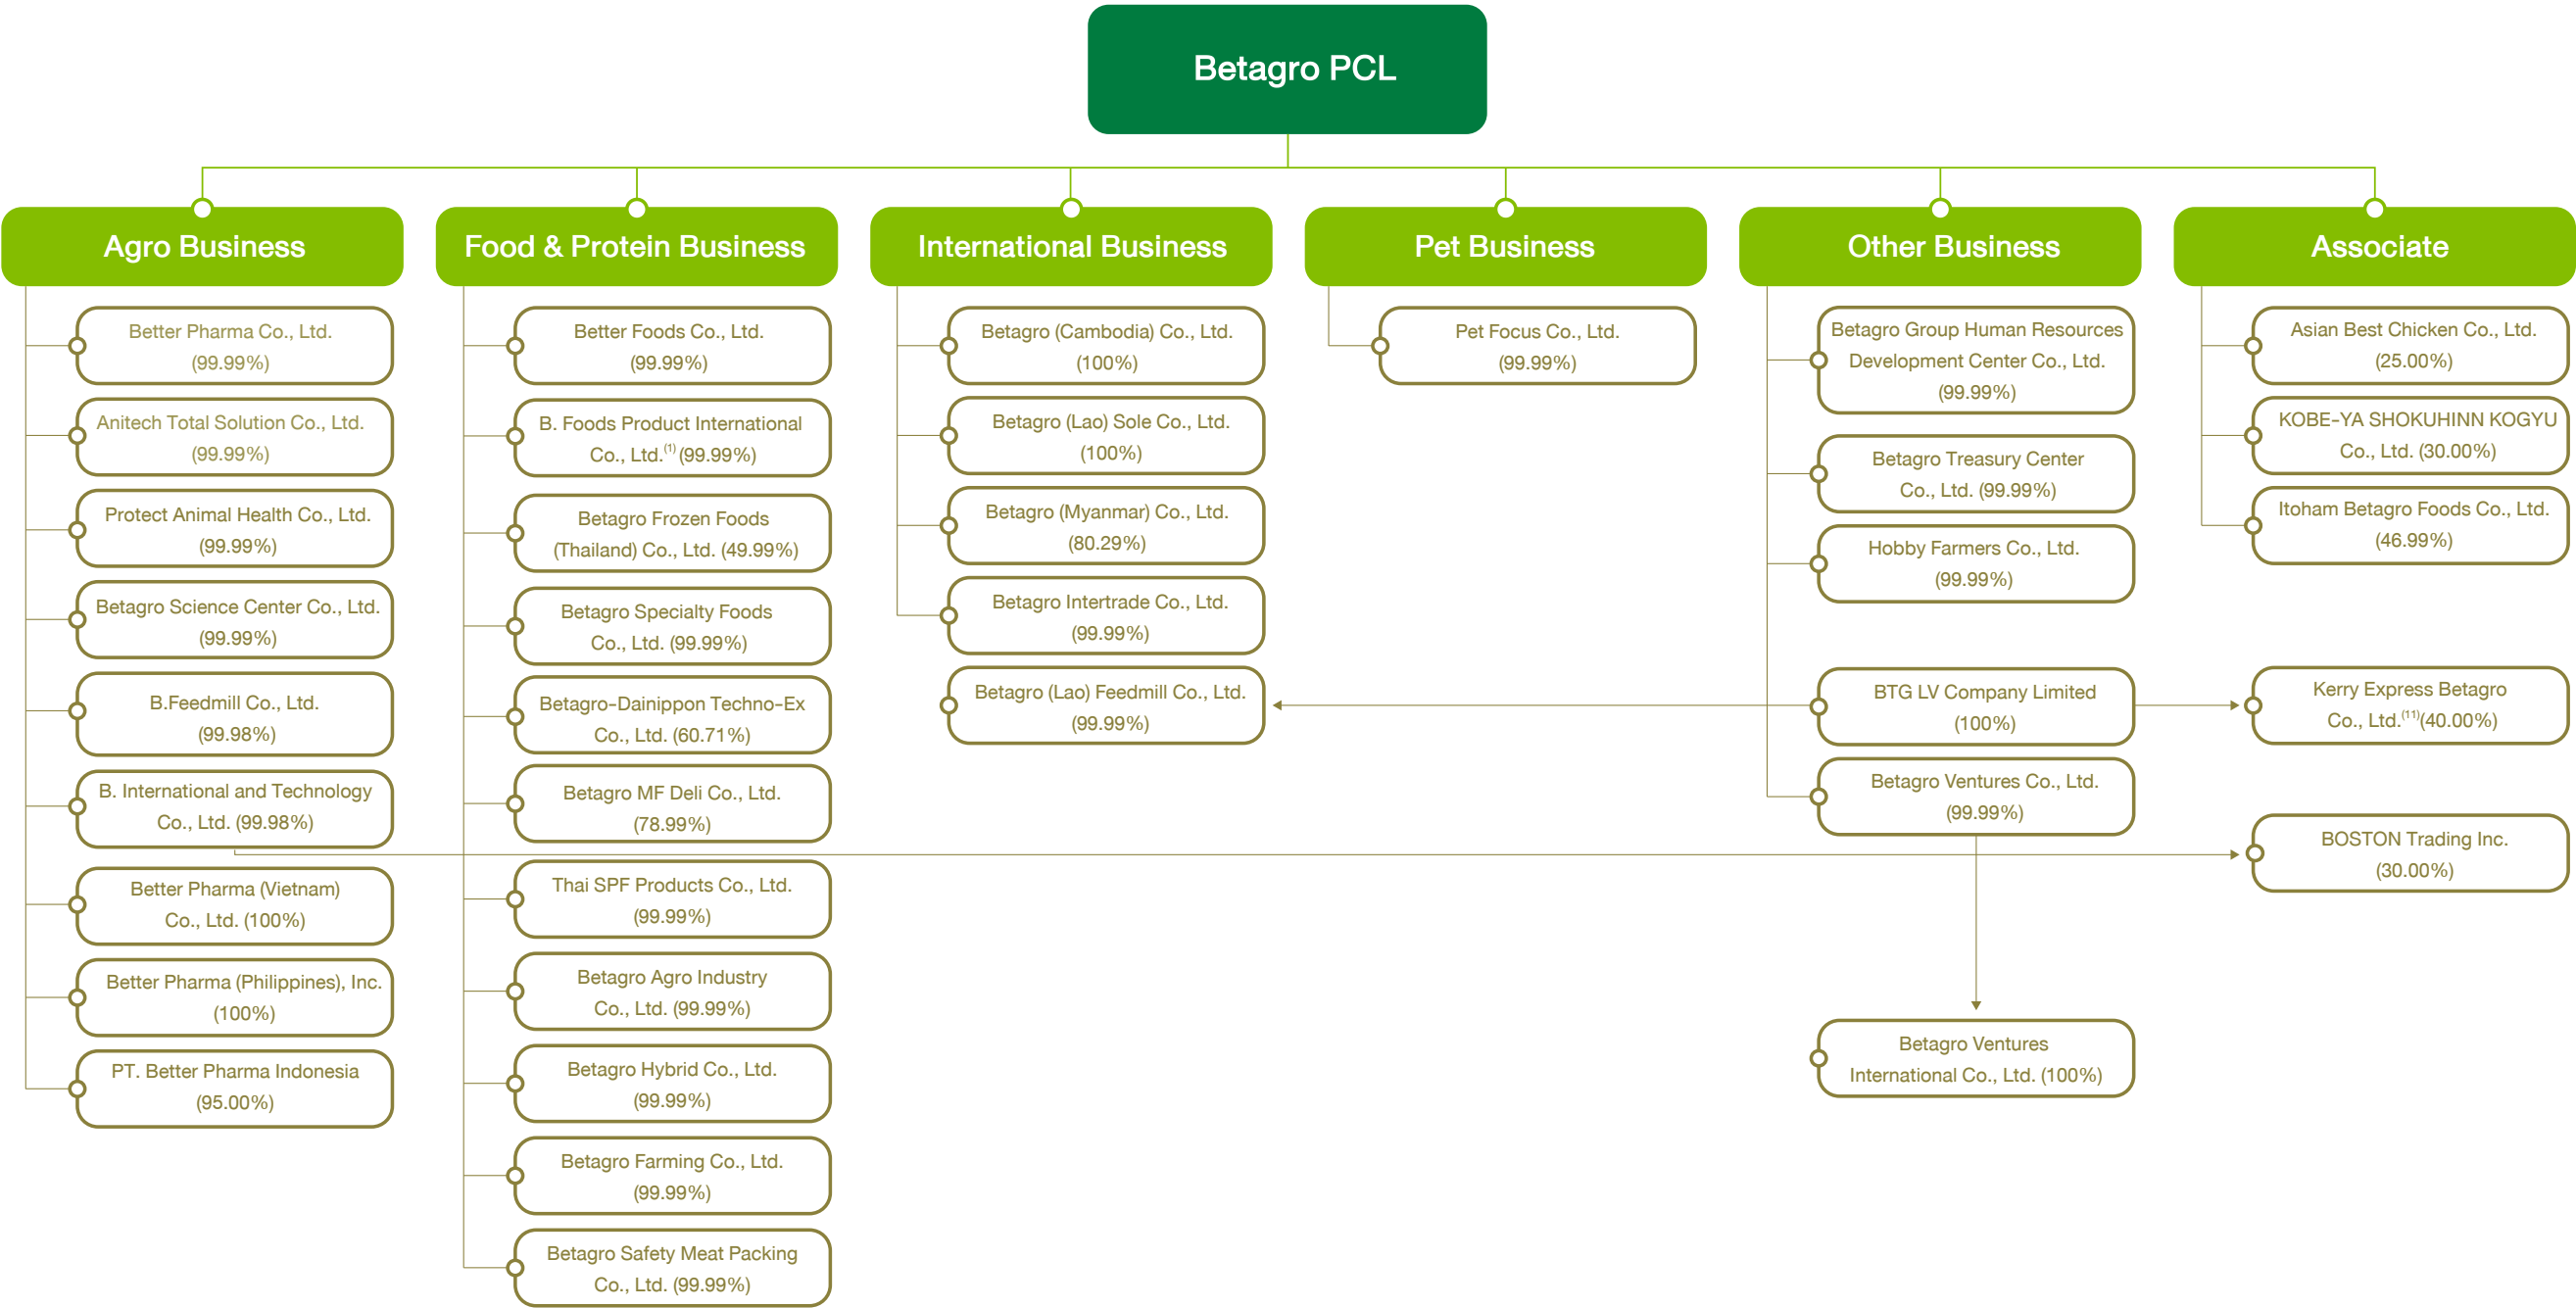 Betagro PCL
Agro Business
Better Pharma Co., Ltd.
(99.99%)
Anitech Total Solution Co., Ltd.
(99.99%)
Protect Animal Health Co., Ltd.
(99.99%)
Betagro Science Center Co., Ltd.
(99.99%)
B.Feedmill Co., Ltd.
(99.98%)
B. International and Technology
Co., Ltd. (99.98%)
Better Pharma (Vietnam)
Co., Ltd. (100%)
Better Pharma (Philippines), Inc.
(100%)
PT. Better Pharma Indonesia
(95.00%)
Food & Protein Business
Better Foods Co., Ltd.
(99.99%)
B. Foods Product International
Co., Ltd.(1) (99.99%)
Betagro Frozen Foods
(Thailand) Co., Ltd. (49.99%)
Betagro Specialty Foods
Co., Ltd. (99.99%)
Betagro-Dainippon Techno-Ex
Co., Ltd. (60.71%)
Betagro MF Deli Co., Ltd.
(78.99%)
Thai SPF Products Co., Ltd.
(99.99%)
Betagro Agro Industry
Co., Ltd. (99.99%)
Betagro Hybrid Co., Ltd.
(99.99%)
Betagro Farming Co., Ltd.
(99.99%)
Betagro Safety Meat Packing
Co., Ltd. (99.99%)
International Business
Betagro (Cambodia) Co., Ltd.
(100%)
Betagro (Lao) Sole Co., Ltd.
(100%)
Betagro (Myanmar) Co., Ltd.
(80.29%)
Betagro Intertrade Co., Ltd.
(99.99%)
Betagro (Lao) Feedmill Co., Ltd.
(99.99%)
Pet Business
Pet Focus Co., Ltd.
(99.99%)
Other Business
Betagro Group Human Resources
Development Center Co., Ltd.
(99.99%)
Betagro Treasury Center
Co., Ltd. (99.99%)
Hobby Farmers Co., Ltd.
(99.99%)
BTG LV Company Limited
(100%)
Betagro Ventures Co., Ltd.
(99.99%)
Betagro Ventures
International Co., Ltd. (100%)
Associate
Asian Best Chicken Co., Ltd.
(25.00%)
KOBE-YA SHOKUHINN KOGYU
Co., Ltd. (30.00%)
Itoham Betagro Foods Co., Ltd.
(46.99%)
Kerry Express Betagro
Co., Ltd.(11)(40.00%)
BOSTON Trading Inc.
(30.00%)